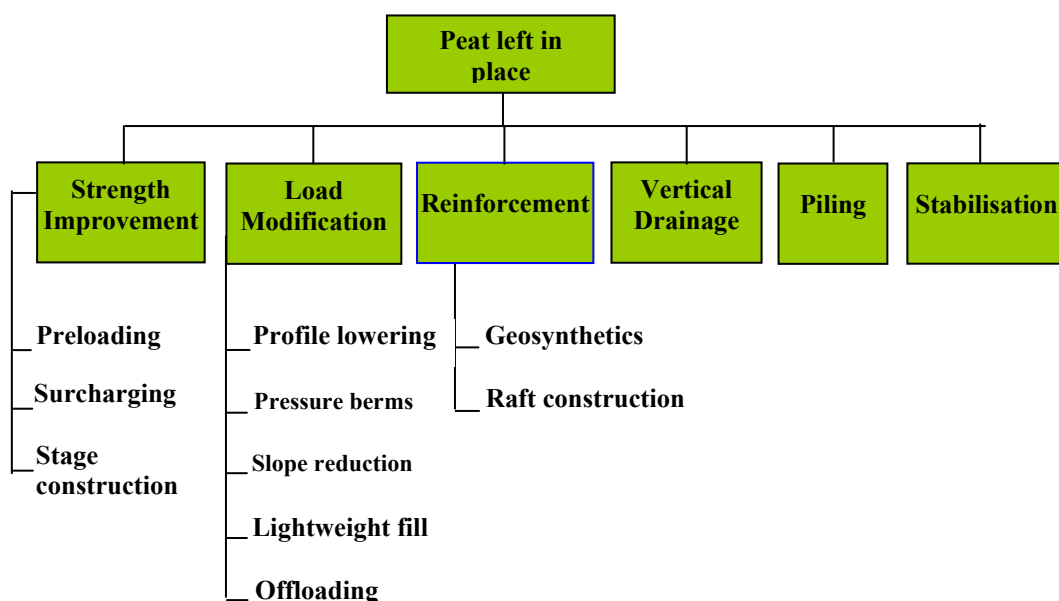 Peat left in
place
Strength
Improvement
Load
Modification
Reinforcement
Vertical
Drainage
Piling
Stabilisation
Preloading
Surcharging
Stage
construction
Profile lowering
Pressure berms
Slope reduction
Lightweight fill
Offloading
Geosynthetics
Raft construction